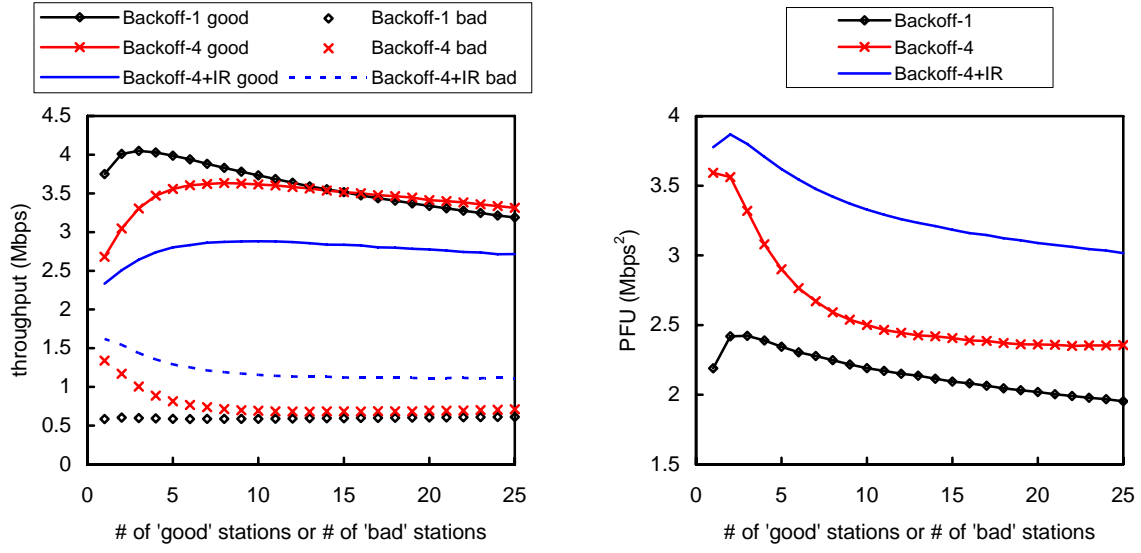 Backoff-1 good
Backoff-1 bad
Backoff-4 good
Backoff-4 bad
Backoff-4+IR good
Backoff-4+IR bad
throughput (Mbps)
4.5
4
3.5
3
2.5
2
1.5
1
0.5
0
0 5 10 15 20 25
# of 'good' stations or # of 'bad' stations
Backoff-1
Backoff-4
Backoff-4+IR
PFU (Mbps²)
4
3.5
3
2.5
2
1.5
0 5 10 15 20 25
# of 'good' stations or # of 'bad' stations